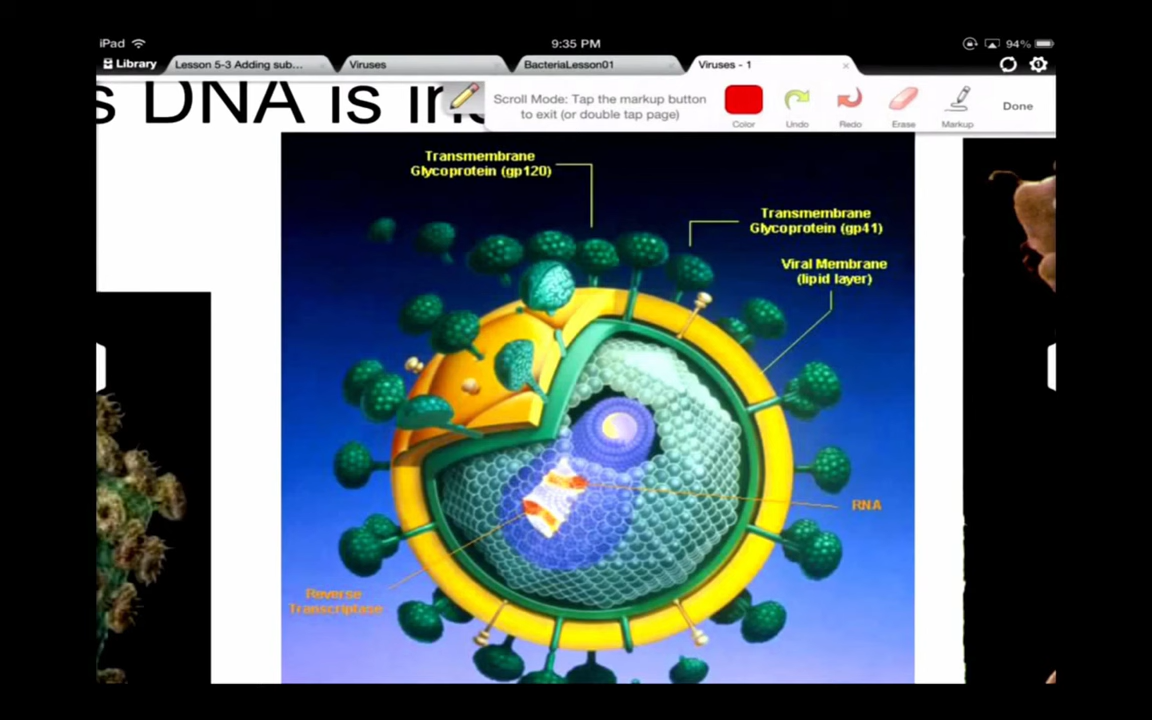 iPad
9:35 PM
94%
Library
Lesson 5-3 Adding sub...
Viruses
BacteriaLesson01
Viruses - 1
s DNA is in
Scroll Mode: Tap the markup button
to exit (or double tap page)
Color
Undo
Redo
Erase
Markup
Done
Transmembrane
Glycoprotein (gp120)
Transmembrane
Glycoprotein (gp41)
Viral Membrane
(lipid layer)
RNA
Reverse
Transcriptase